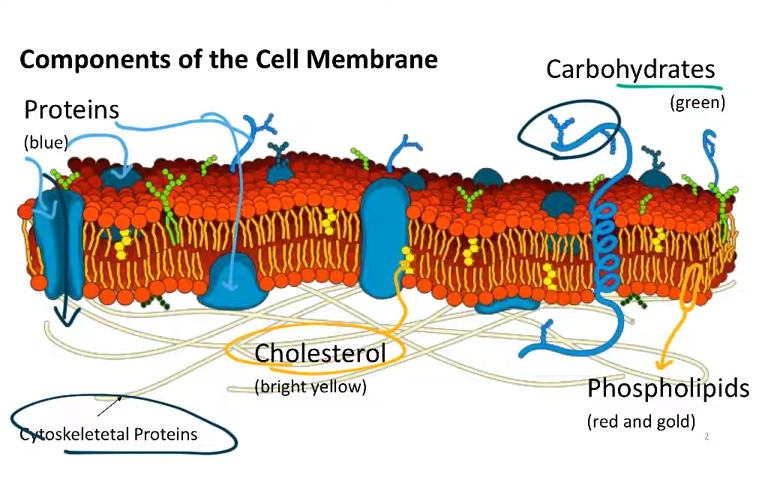 Components of the Cell Membrane
Carbohydrates
(green)
Proteins
(blue)
Cholesterol
(bright yellow)
Phospholipids
(red and gold)
Cytoskeletetal Proteins
2